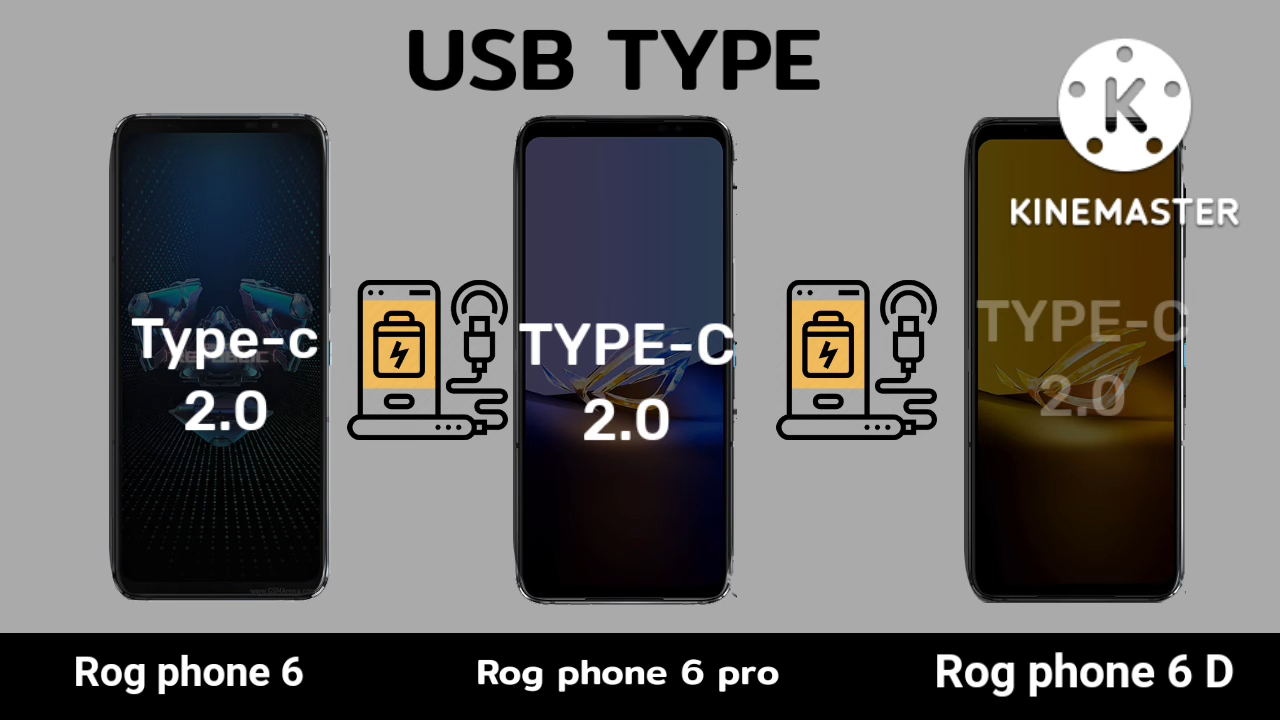 USB TYPE
K
KINEMASTER
Type-c
2.0
TYPE-C
2.0
TYPE-C
2.0
Rog phone 6
Rog phone 6 pro
Rog phone 6 D